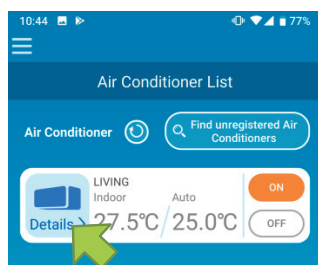 10:44 77%
Air Conditioner List
Air Conditioner
Find unregistered Air
Conditioners
LIVING
Indoor Auto
ON
Details 27.5℃ 25.0℃
OFF